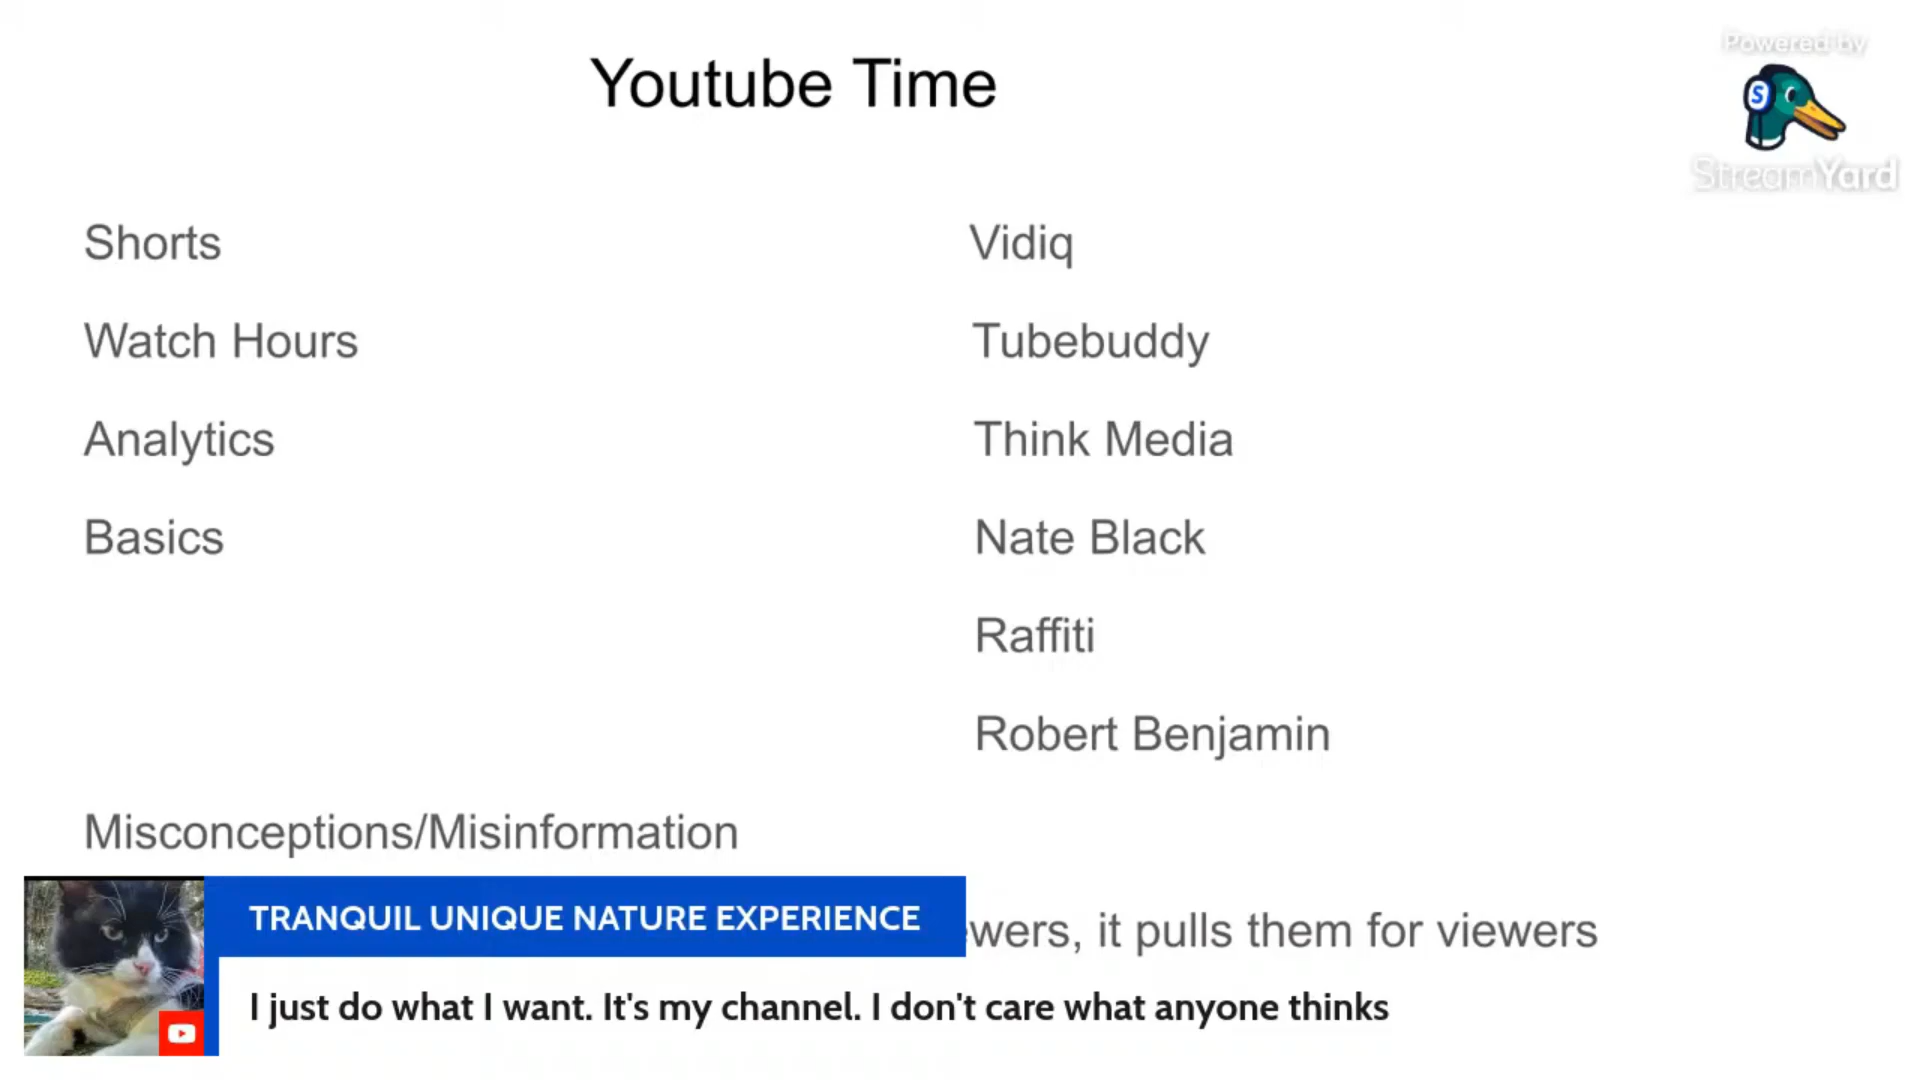 Youtube Time
Powered by
S
StreamYard
Shorts
Watch Hours
Analytics
Basics
Vidiq
Tubebuddy
Think Media
Nate Black
Raffiti
Robert Benjamin
Misconceptions/Misinformation
TRANQUIL UNIQUE NATURE EXPERIENCE
wers, it pulls them for viewers
I just do what I want. It's my channel. I don't care what anyone thinks